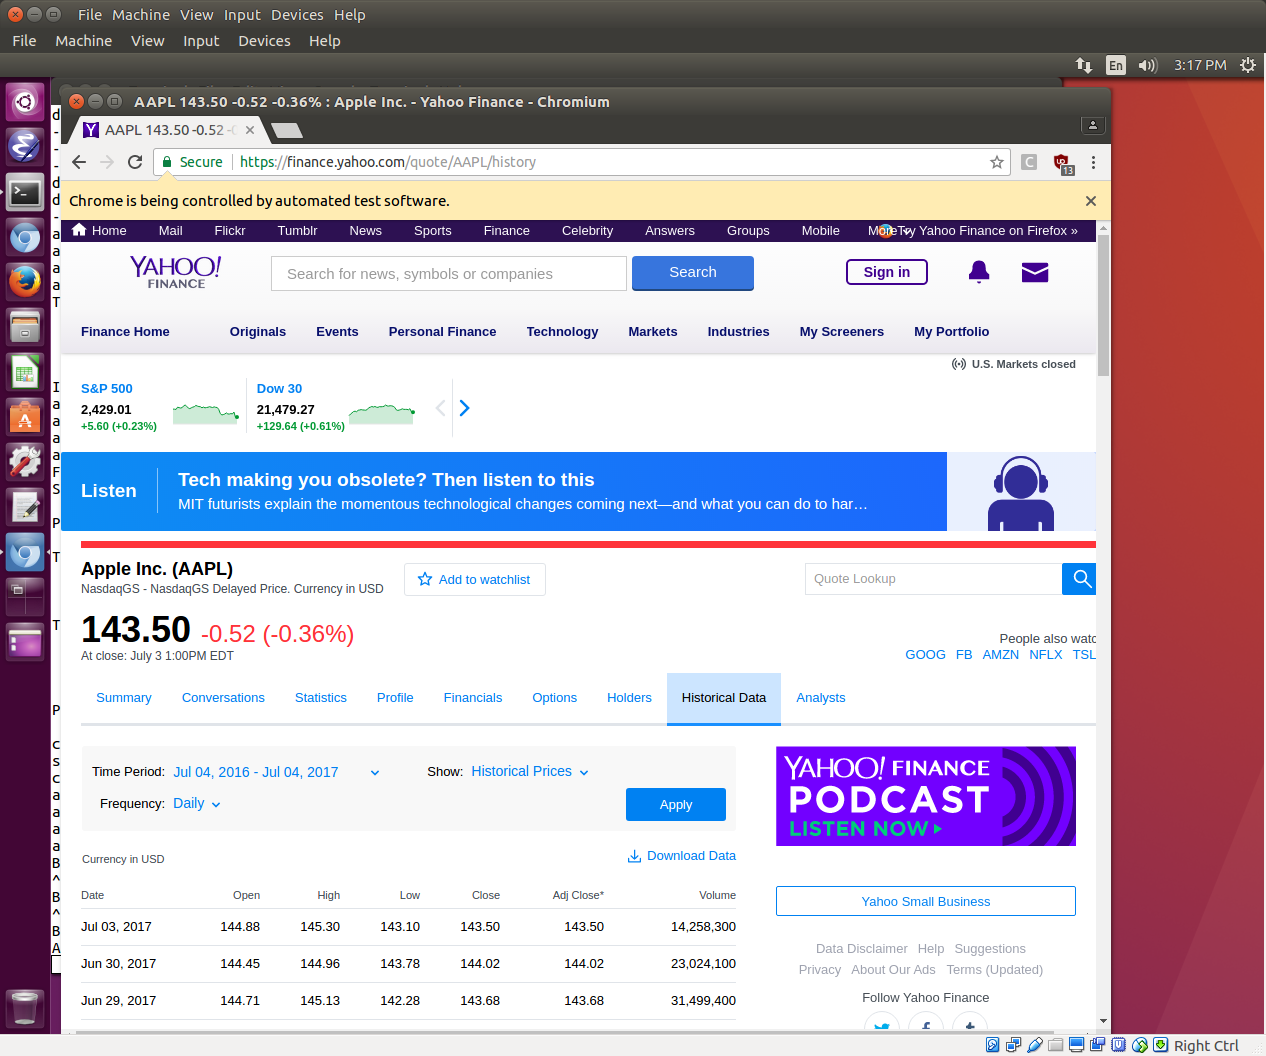 File Machine View Input Devices Help
File Machine View Input Devices Help
En 3:17 PM
AAPL 143.50 -0.52 -0.36% : Apple Inc. - Yahoo Finance - Chromium
AAPL 143.50 -0.52 -0
Secure https://finance.yahoo.com/quote/AAPL/history
C 13
Chrome is being controlled by automated test software.
Home Mail Flickr Tumblr News Sports Finance Celebrity Answers Groups Mobile More Try Yahoo Finance on Firefox »
YAHOO! FINANCE
Search for news, symbols or companies
Search
Sign in
Finance Home Originals Events Personal Finance Technology Markets Industries My Screeners My Portfolio
U.S. Markets closed
S&P 500 Dow 30
2,429.01 21,479.27
+5.60 (+0.23%) +129.64 (+0.61%)
Listen
Tech making you obsolete? Then listen to this
MIT futurists explain the momentous technological changes coming next—and what you can do to har…
Apple Inc. (AAPL)
NasdaqGS - NasdaqGS Delayed Price. Currency in USD
Add to watchlist
Quote Lookup
143.50 -0.52 (-0.36%)
At close: July 3 1:00PM EDT
People also watc
GOOG FB AMZN NFLX TSL
Summary Conversations Statistics Profile Financials Options Holders Historical Data Analysts
Time Period: Jul 04, 2016 - Jul 04, 2017 Show: Historical Prices
Frequency: Daily Apply
Currency in USD Download Data
Date Open High Low Close Adj Close* Volume
Jul 03, 2017 144.88 145.30 143.10 143.50 143.50 14,258,300
Jun 30, 2017 144.45 144.96 143.78 144.02 144.02 23,024,100
Jun 29, 2017 144.71 145.13 142.28 143.68 143.68 31,499,400
YAHOO! FINANCE
PODCAST
LISTEN NOW
Yahoo Small Business
Data Disclaimer Help Suggestions
Privacy About Our Ads Terms (Updated)
Follow Yahoo Finance
Right Ctrl